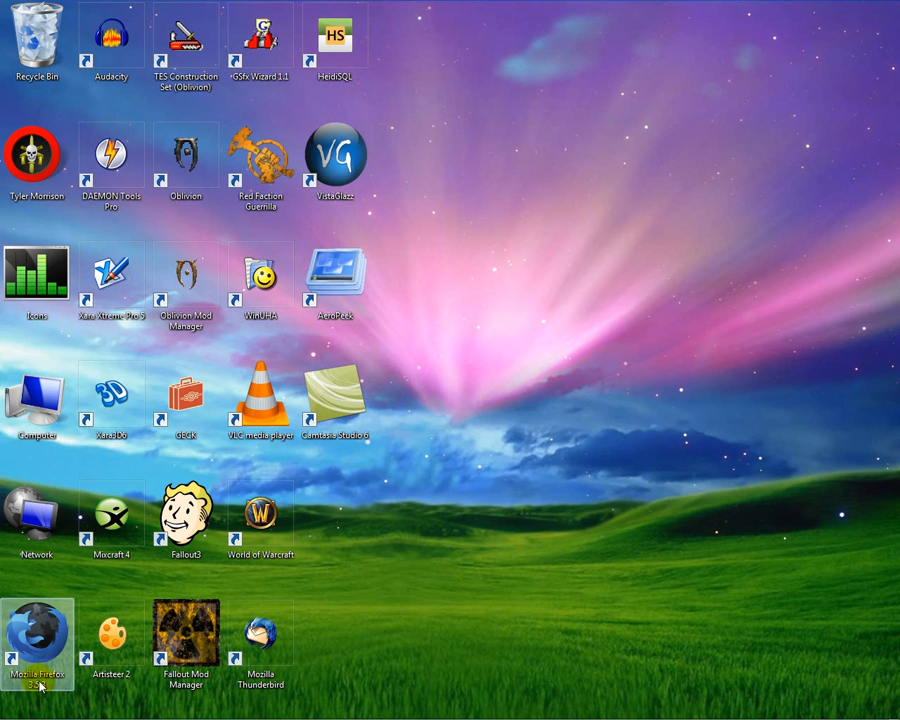 Recycle Bin
Audacity
TES Construction
Set (Oblivion)
GSfx Wizard 1.1
HS
HeidiSQL
Tyler Morrison
DAEMON Tools
Pro
Oblivion
Red Faction
Guerrilla
VG
VistaGlazz
Icons
Xara Xtreme Pro 5
Oblivion Mod
Manager
WinUHA
AeroPeek
Computer
3D
Xara3D6
GECK
VLC media player
Camtasia Studio 6
Network
Mixcraft 4
Fallout3
W
World of Warcraft
Mozilla Firefox
Artisteer 2
Fallout Mod
Manager
Mozilla
Thunderbird